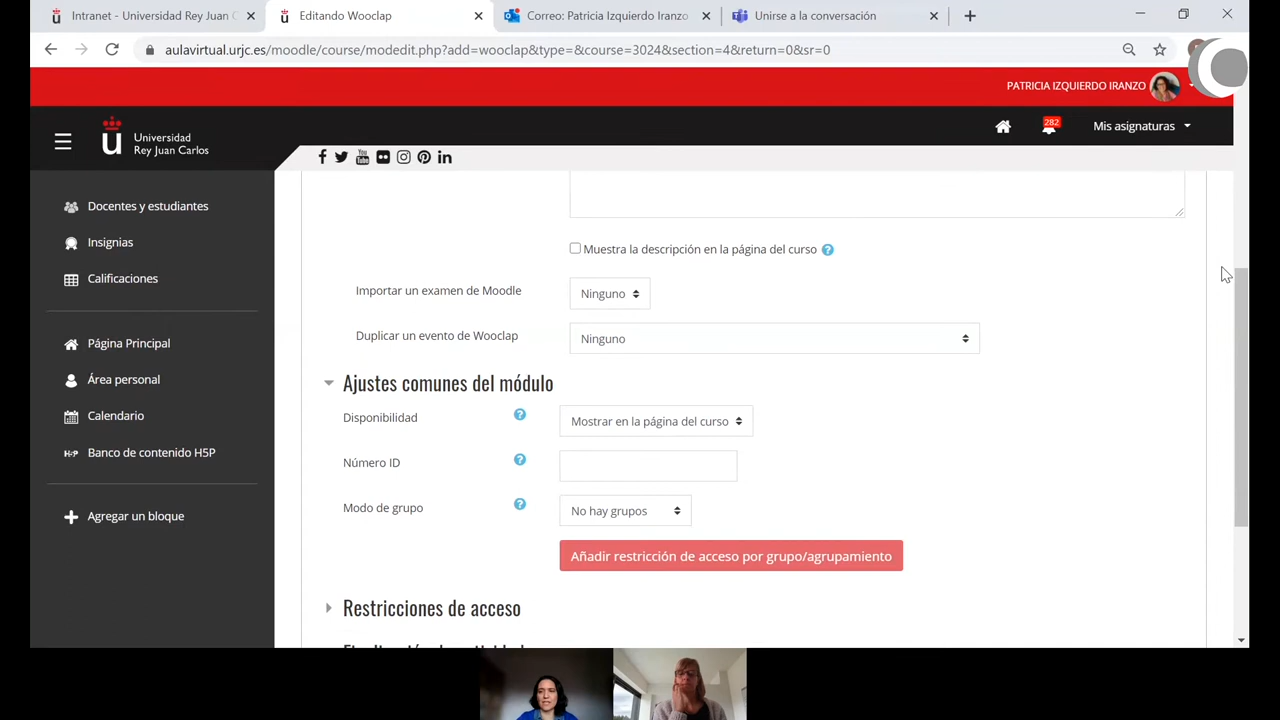 Intranet - Universidad Rey Juan C
Editando Wooclap
Correo: Patricia Izquierdo Iranzo
Unirse a la conversación
aulavirtual.urjc.es/moodle/course/modedit.php?add=wooclap&type=&course=3024&section=4&return=0&sr=0
PATRICIA IZQUIERDO IRANZO
Universidad
Rey Juan Carlos
282
Mis asignaturas
You
Tube
Docentes y estudiantes
Insignias
Calificaciones
Página Principal
Área personal
Calendario
H5P
Banco de contenido H5P
Agregar un bloque
Muestra la descripción en la página del curso
Importar un examen de Moodle
Ninguno
Duplicar un evento de Wooclap
Ninguno
Ajustes comunes del módulo
Disponibilidad
Mostrar en la página del curso
Número ID
Modo de grupo
No hay grupos
Añadir restricción de acceso por grupo/agrupamiento
Restricciones de acceso